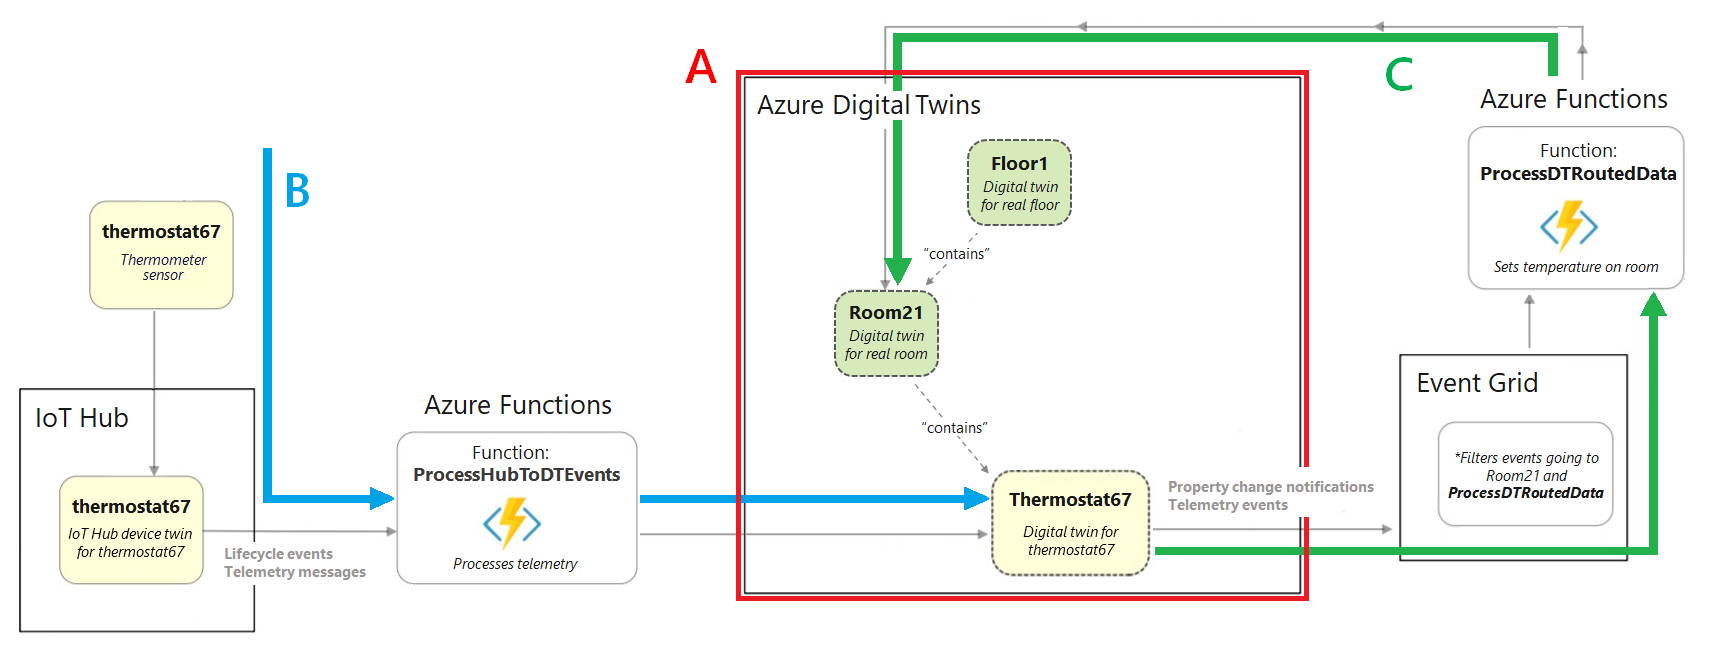 A
Azure Digital Twins
C
Azure Functions
Function:
ProcessDTRoutedData
Sets temperature on room
Floor1
Digital twin
for real floor
B
thermostat67
Thermometer
sensor
"contains"
Room21
Digital twin
for real room
IoT Hub
Azure Functions
Event Grid
"contains"
Function:
ProcessHubToDTEvents
Processes telemetry
*Filters events going to
Room21 and
ProcessDTRoutedData
thermostat67
IoT Hub device twin
for thermostat67
Thermostat67
Digital twin for
thermostat67
Property change notifications
Telemetry events
Lifecycle events
Telemetry messages